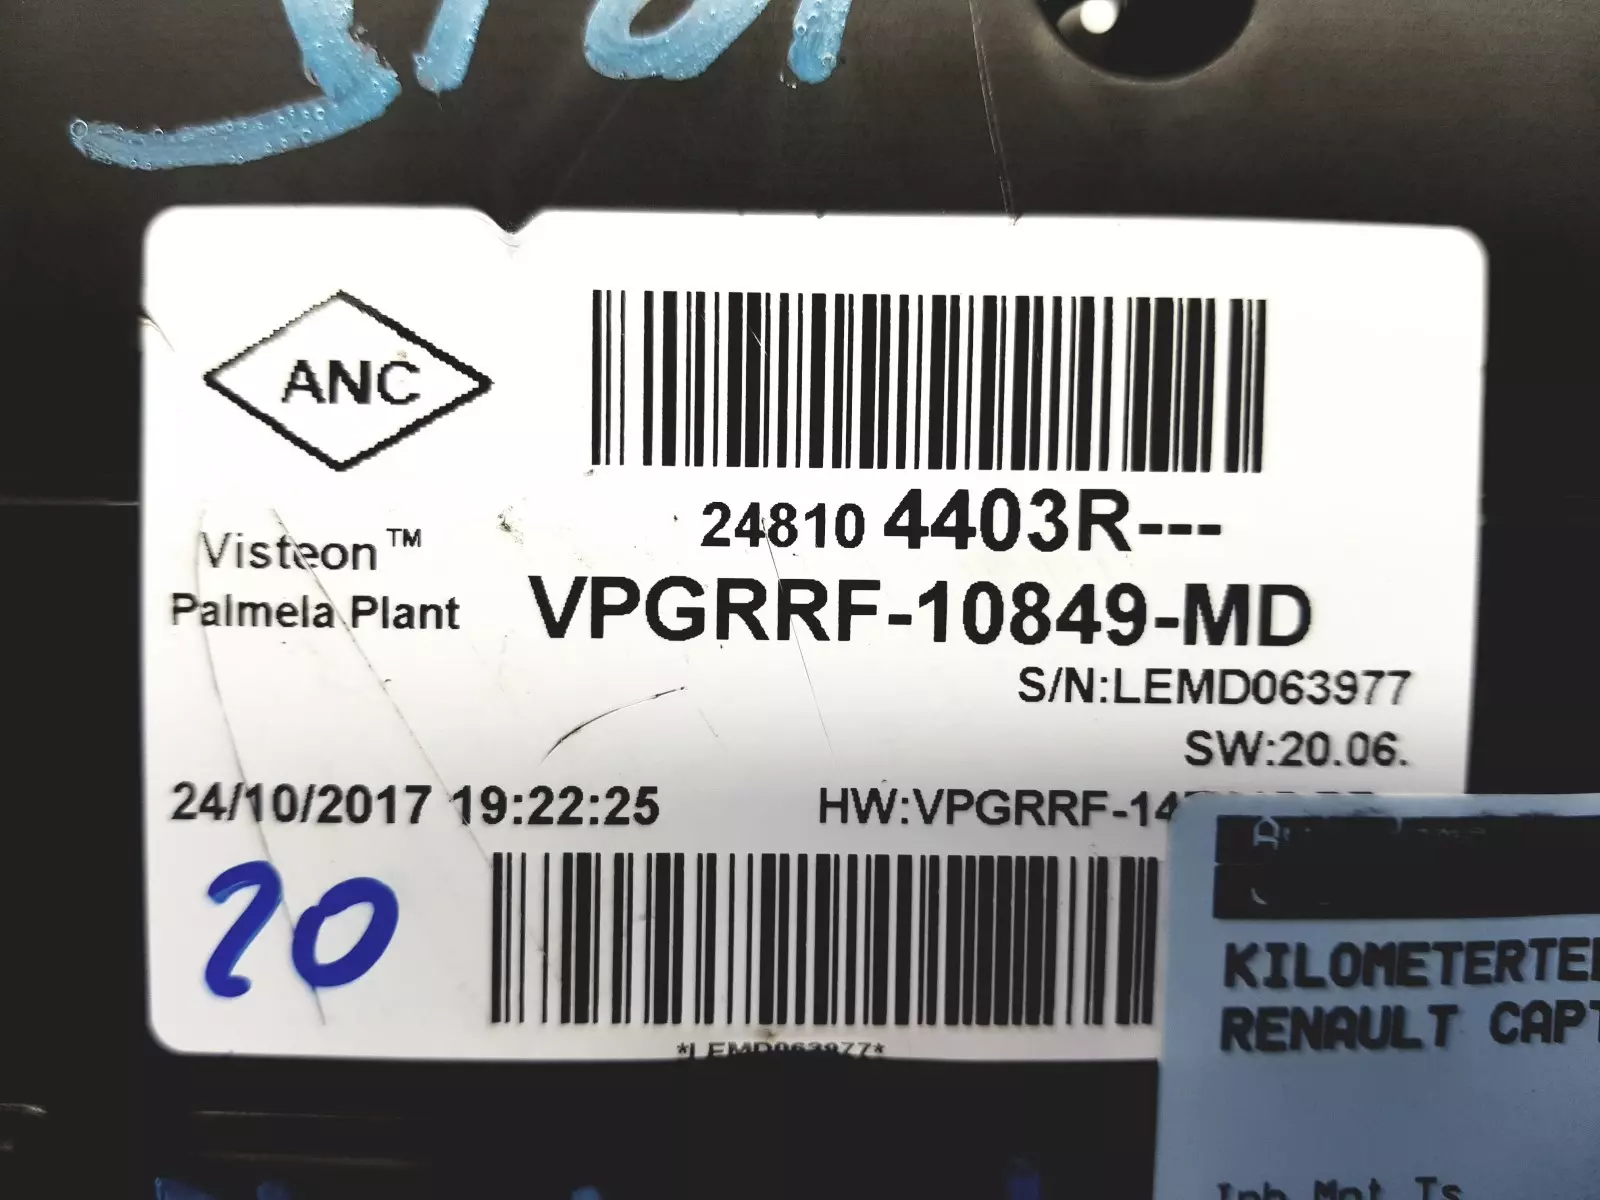 ANC
24810 4403R---
Visteon™
Palmela Plant
VPGRRF-10849-MD
S/N:LEMD063977
SW:20.06.
24/10/2017 19:22:25
HW:VPGRRF-14
20
*LEMD063977*
KILOMETERTE
RENAULT CAPT